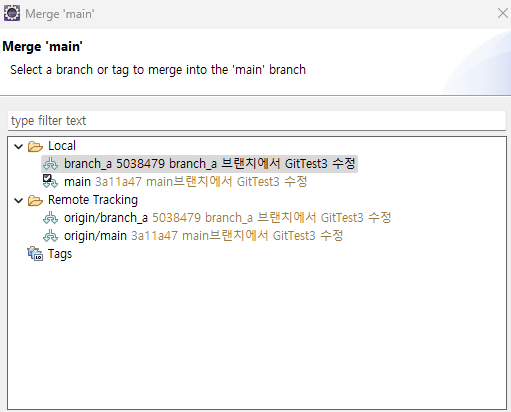 Merge 'main'
Merge 'main'
Select a branch or tag to merge into the 'main' branch
type filter text
Local
branch_a 5038479 branch_a 브랜치에서 GitTest3 수정
main 3a11a47 main브랜치에서 GitTest3 수정
Remote Tracking
origin/branch_a 5038479 branch_a 브랜치에서 GitTest3 수정
origin/main 3a11a47 main브랜치에서 GitTest3 수정
Tags